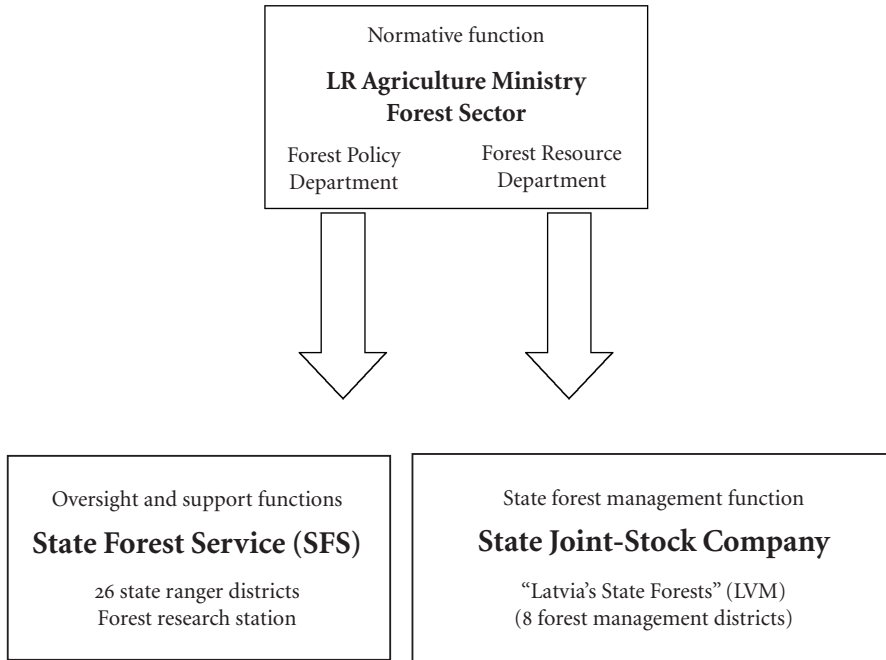 Normative function
LR Agriculture Ministry
Forest Sector
Forest Policy
Department
Forest Resource
Department
Oversight and support functions
State Forest Service (SFS)
26 state ranger districts
Forest research station
State forest management function
State Joint-Stock Company
“Latvia’s State Forests” (LVM)
(8 forest management districts)